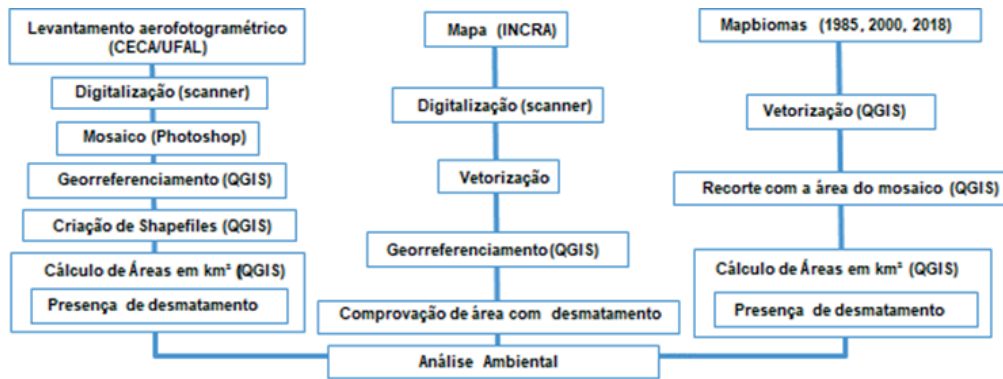 Levantamento aerofotogramétrico
(CECA/UFAL)
Digitalização (scanner)
Mosaico (Photoshop)
Georreferenciamento (QGIS)
Criação de Shapefiles (QGIS)
Cálculo de Áreas em km² (QGIS)
Presença de desmatamento
Mapa (INCRA)
Digitalização (scanner)
Vetorização
Georreferenciamento (QGIS)
Comprovação de área com desmatamento
Mapbiomas (1985, 2000, 2018)
Vetorização (QGIS)
Recorte com a área do mosaico (QGIS)
Cálculo de Áreas em km² (QGIS)
Presença de desmatamento
Análise Ambiental